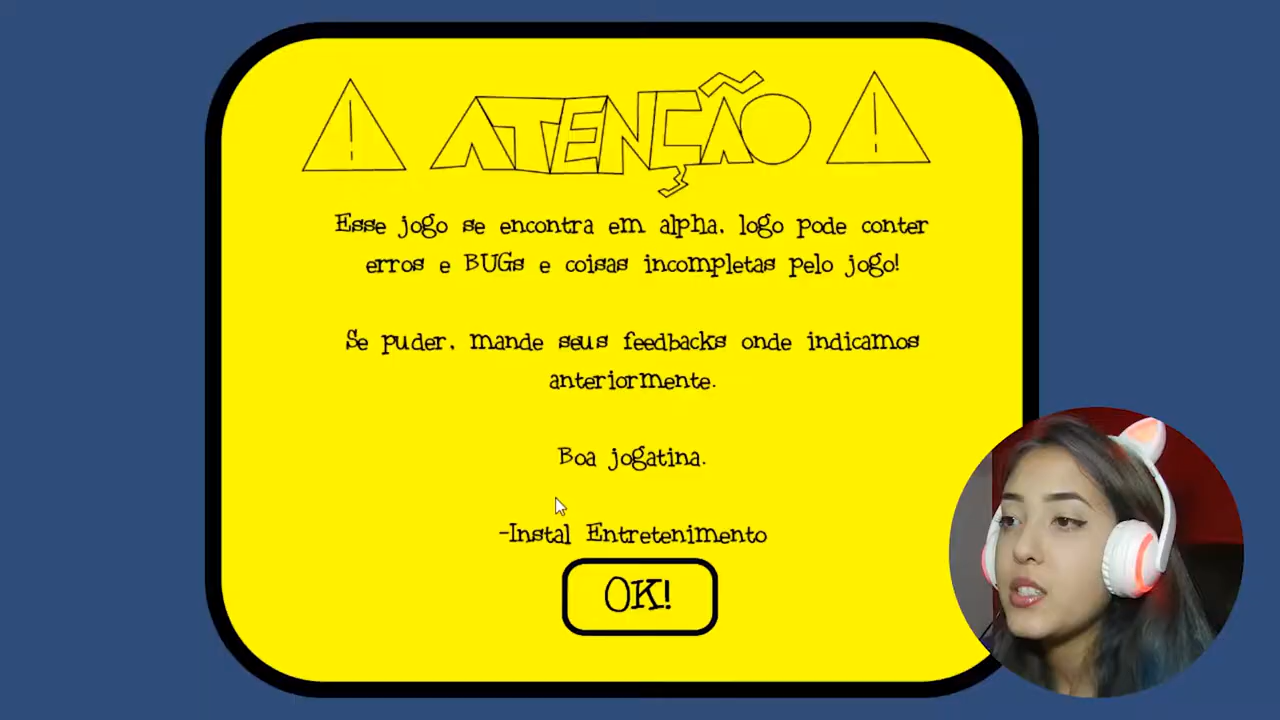 ATENÇÃO
Esse jogo se encontra em alpha, logo pode conter
erros e BUGs e coisas incompletas pelo jogo!
Se puder, mande seus feedbacks onde indicamos
anteriormente.
Boa jogatina.
-Instal Entretenimento
OK!